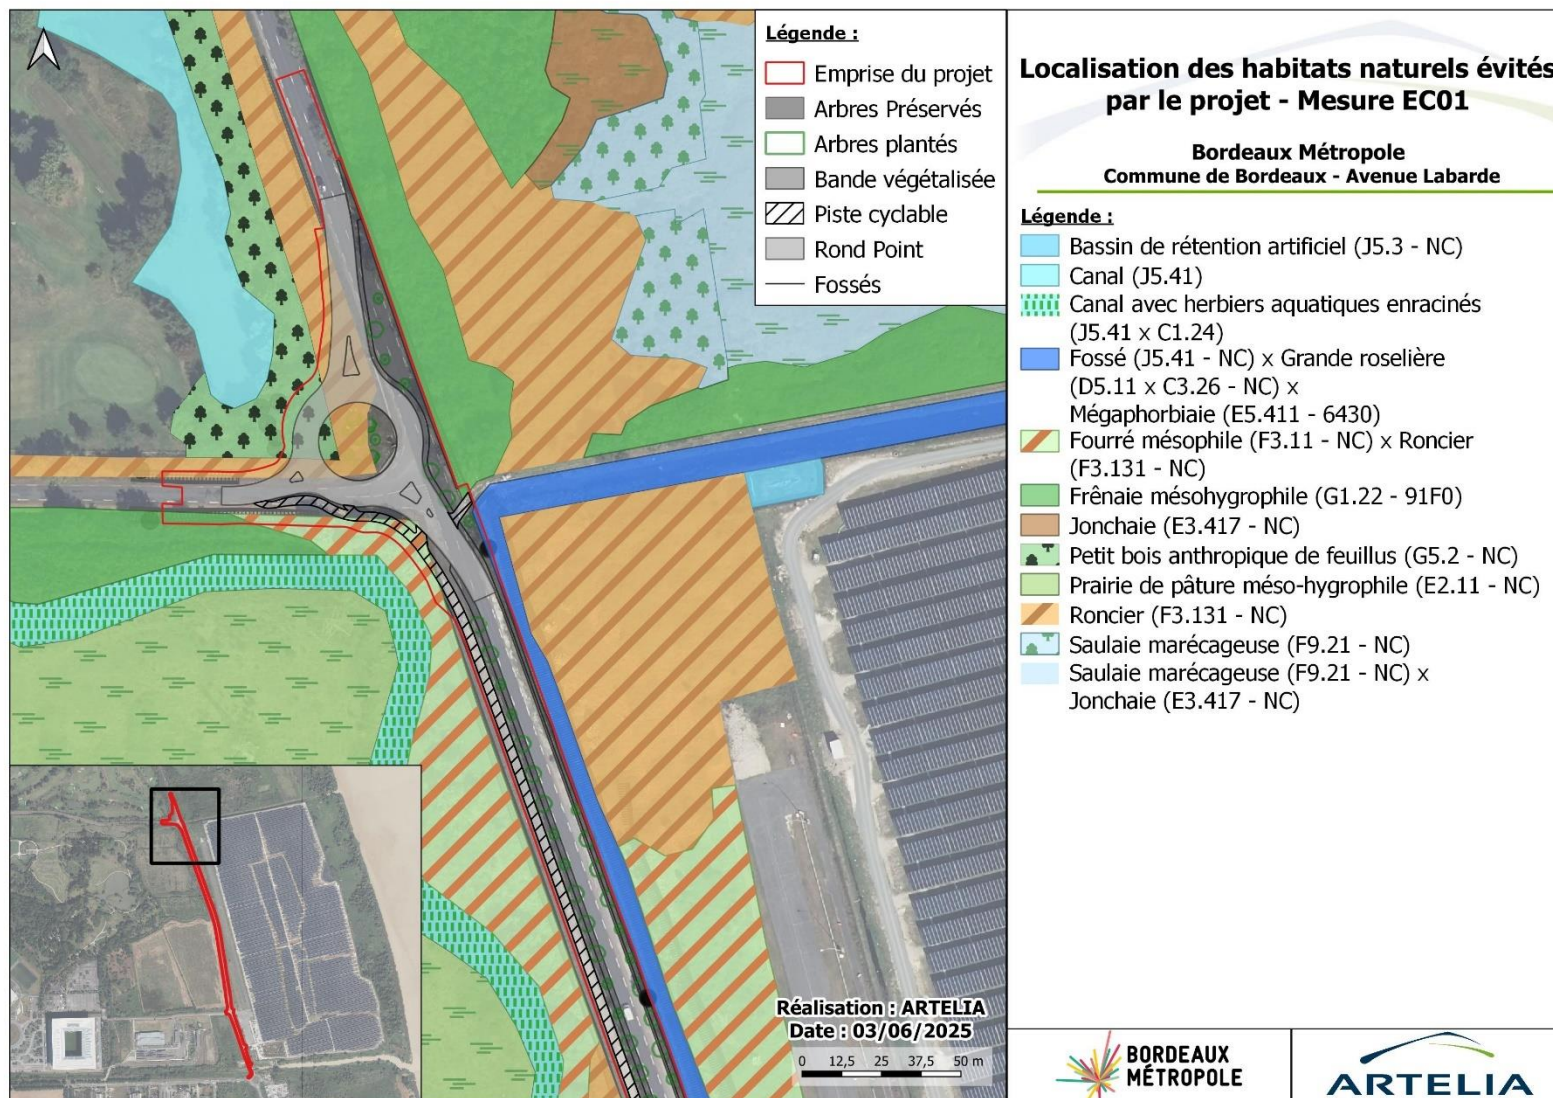 Légende :
Emprise du projet
Arbres Préservés
Arbres plantés
Bande végétalisée
Piste cyclable
Rond Point
Fossés
Localisation des habitats naturels évités
par le projet - Mesure EC01
Bordeaux Métropole
Commune de Bordeaux - Avenue Labarde
Légende :
Bassin de rétention artificiel (J5.3 - NC)
Canal (J5.41)
Canal avec herbiers aquatiques enracinés
(J5.41 x C1.24)
Fossé (J5.41 - NC) x Grande roselière
(D5.11 x C3.26 - NC) x
Mégaphorbiaie (E5.411 - 6430)
Fourré mésophile (F3.11 - NC) x Roncier
(F3.131 - NC)
Frênaie mésohygrophile (G1.22 - 91F0)
Jonchaie (E3.417 - NC)
Petit bois anthropique de feuillus (G5.2 - NC)
Prairie de pâture méso-hygrophile (E2.11 - NC)
Roncier (F3.131 - NC)
Saulaie marécageuse (F9.21 - NC)
Saulaie marécageuse (F9.21 - NC) x
Jonchaie (E3.417 - NC)
Réalisation : ARTELIA
Date : 03/06/2025
0 12,5 25 37,5 50 m
BORDEAUX
MÉTROPOLE
ARTELIA